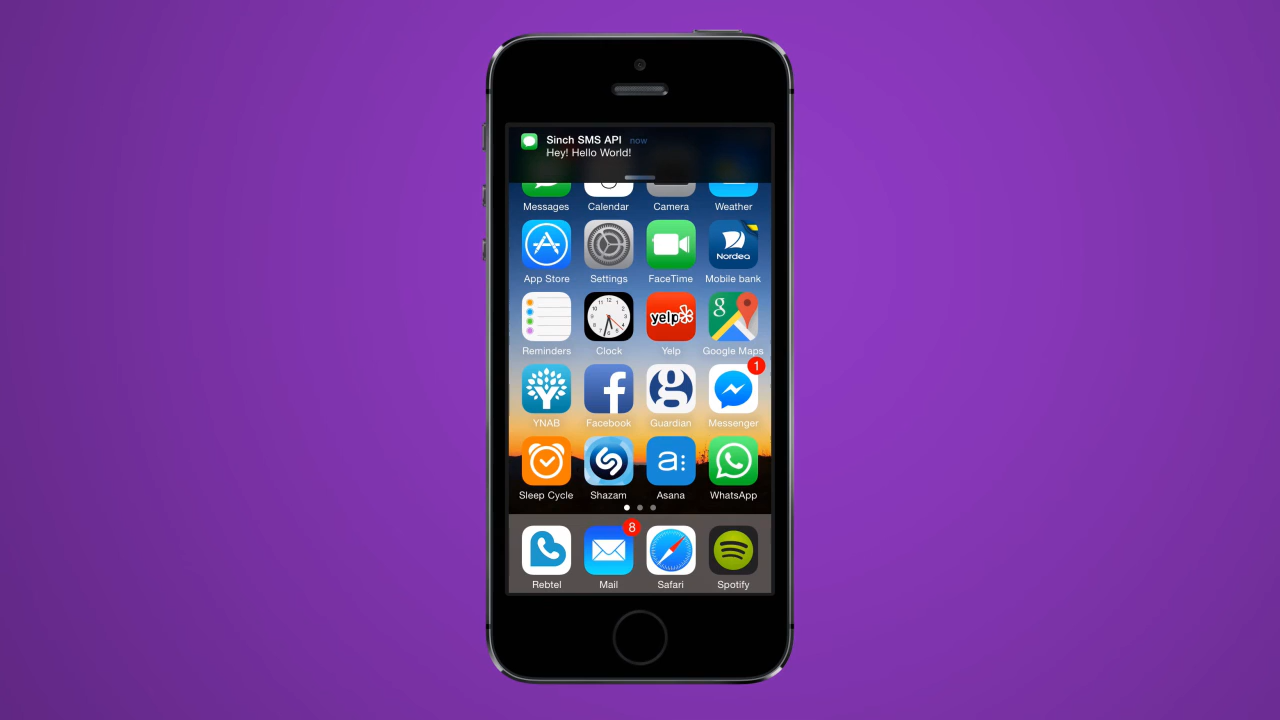 Sinch SMS API now
Hey! Hello World!
Messages Calendar Camera Weather
Nordea
App Store Settings FaceTime Mobile bank
yelp
g
Reminders Clock Yelp Google Maps
1
f g
YNAB Facebook Guardian Messenger
a:
Sleep Cycle Shazam Asana WhatsApp
8
Rebtel Mail Safari Spotify